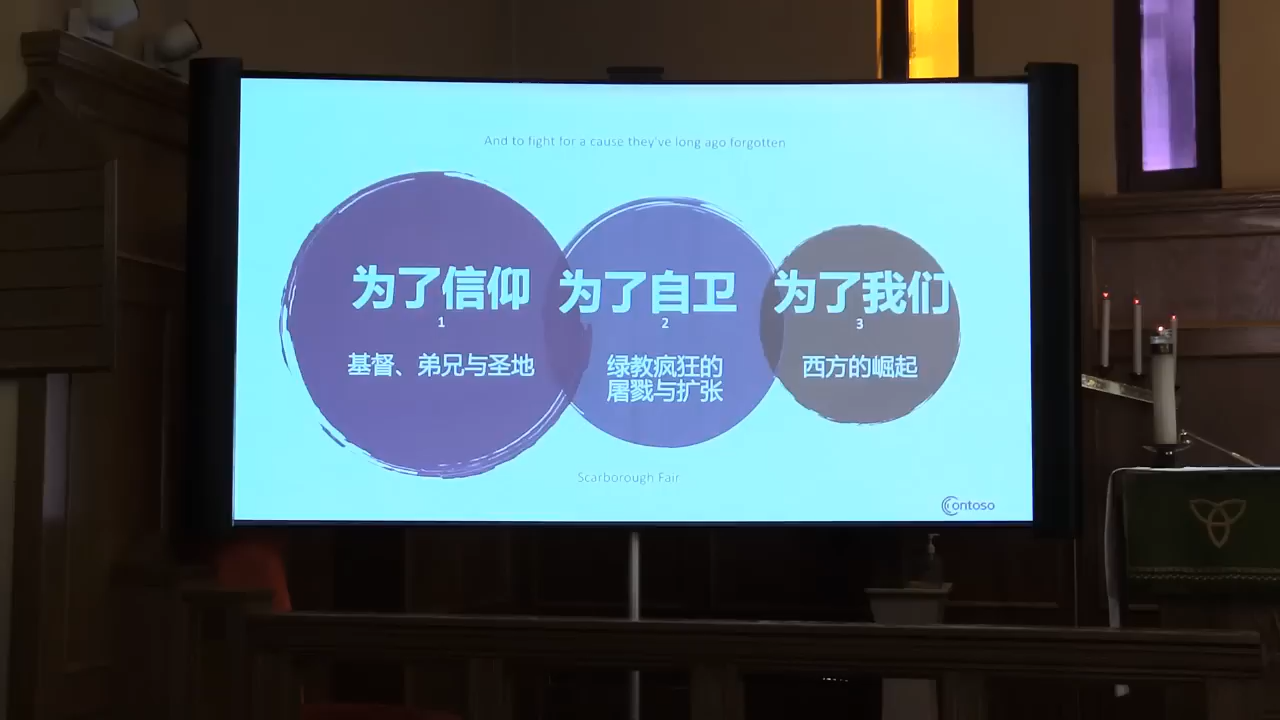 And to fight for a cause they've long ago forgotten
为了信仰
1
基督、弟兄与圣地
为了自卫
2
绿教疯狂的
屠戮与扩张
为了我们
3
西方的崛起
Scarborough Fair
Contoso